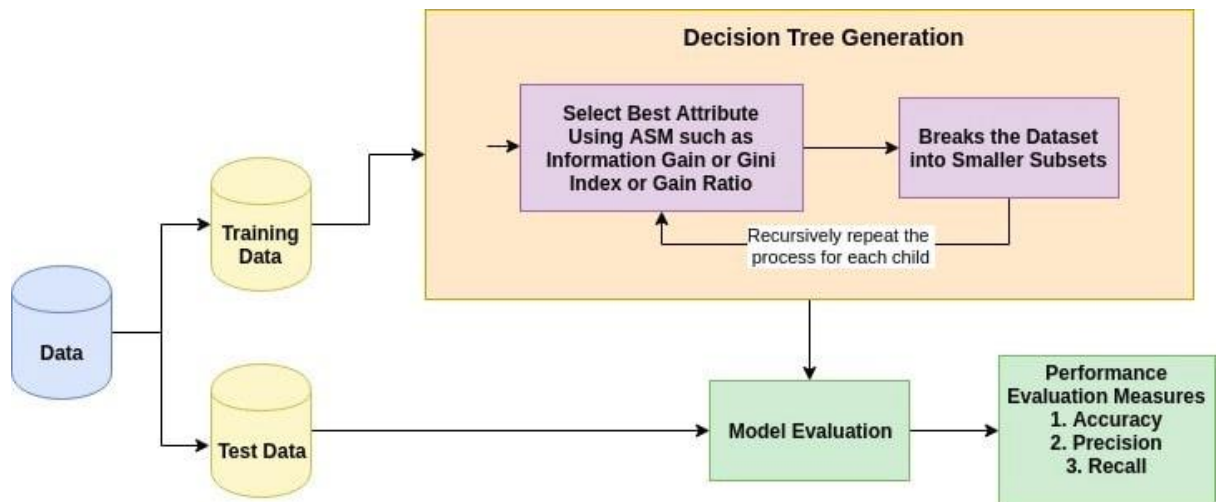 Decision Tree Generation
Select Best Attribute
Using ASM such as
Information Gain or Gini
Index or Gain Ratio
Breaks the Dataset
into Smaller Subsets
Recursively repeat the
process for each child
Training
Data
Data
Test Data
Model Evaluation
Performance
Evaluation Measures
1. Accuracy
2. Precision
3. Recall